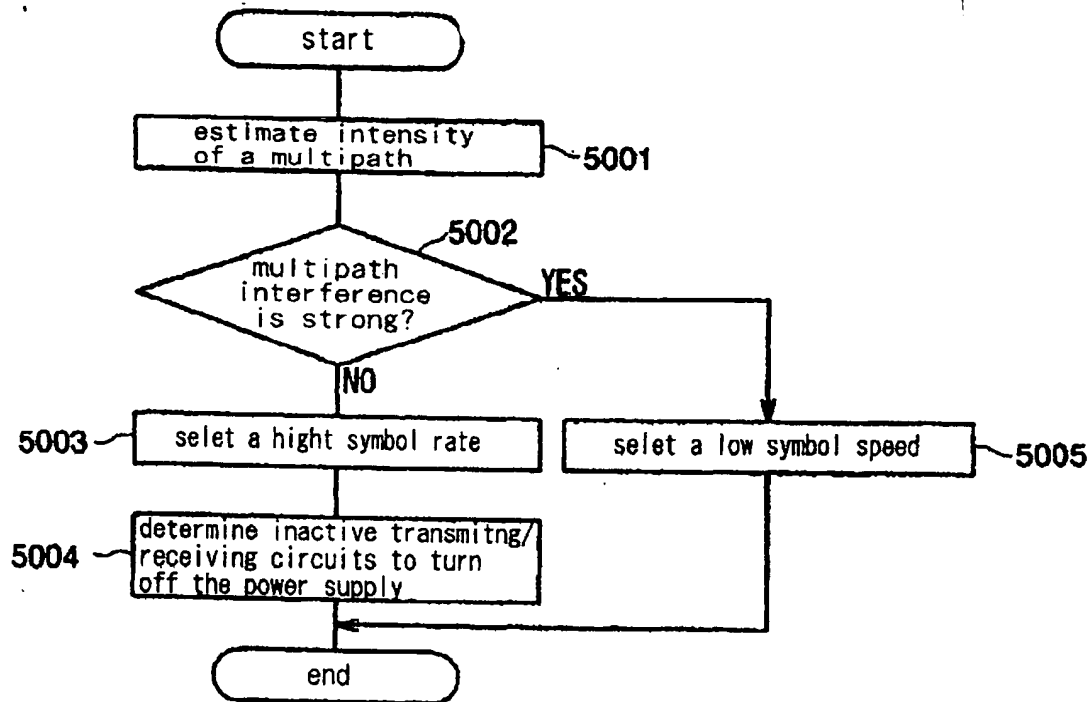 start
estimate intensity
of a multipath
5001
5002
multipath
interference
is strong?
YES
NO
5003
selet a hight symbol rate
selet a low symbol speed
5005
5004
determine inactive transmitng/
receiving circuits to turn
off the power supply
end